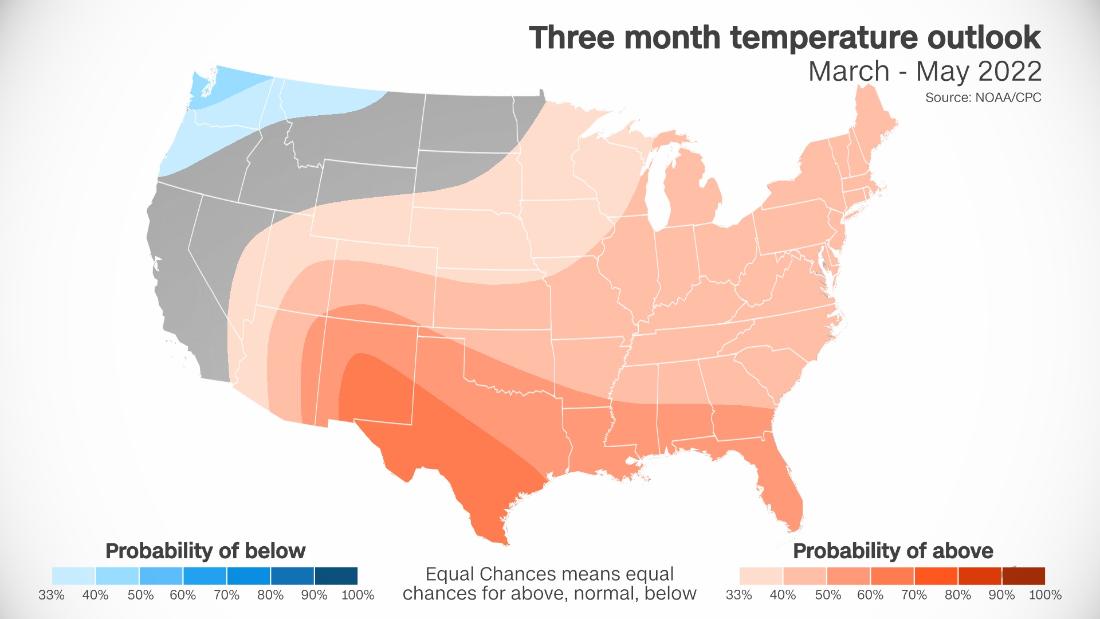 Three month temperature outlook
March - May 2022
Source: NOAA/CPC
Probability of below
33% 40% 50% 60% 70% 80% 90% 100%
Equal Chances means equal
chances for above, normal, below
Probability of above
33% 40% 50% 60% 70% 80% 90% 100%